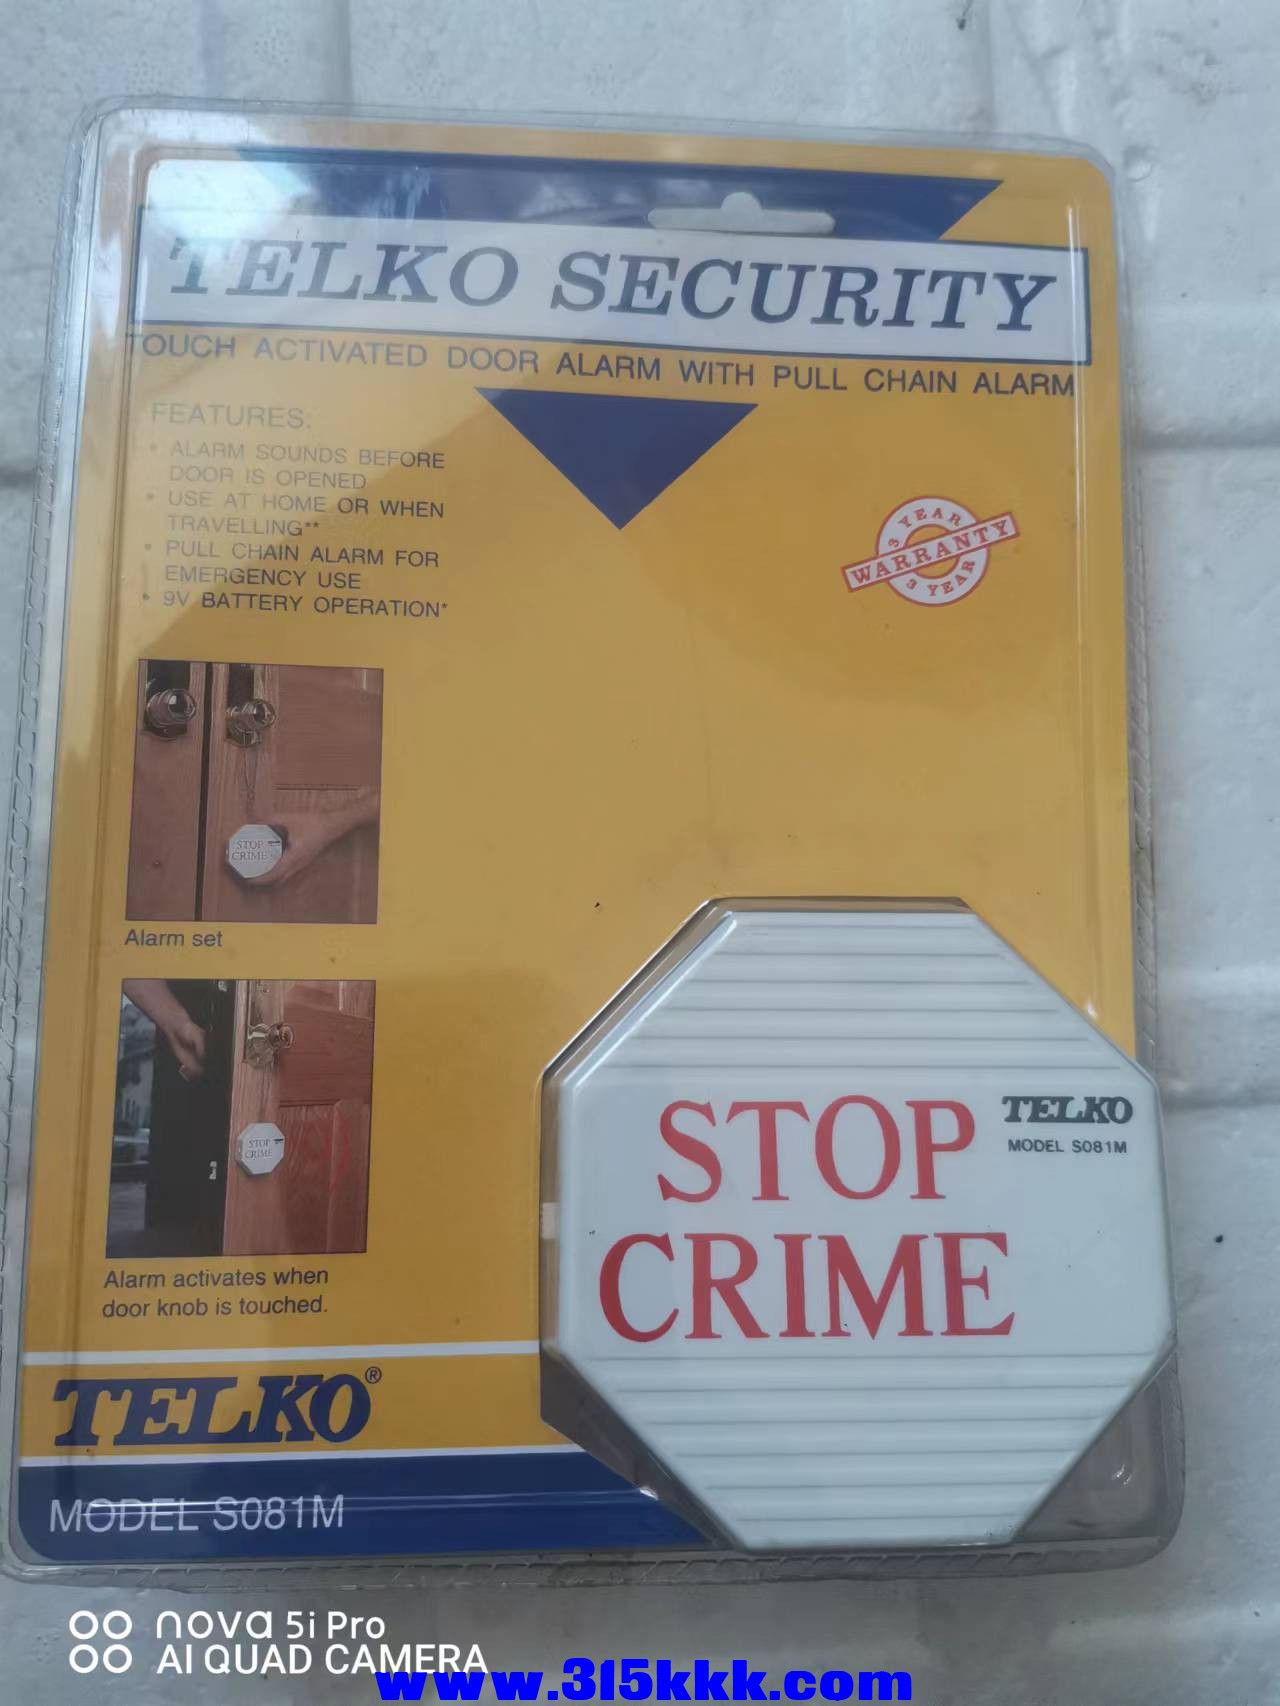 TELKO SECURITY
TOUCH ACTIVATED DOOR ALARM WITH PULL CHAIN ALARM
FEATURES:
• ALARM SOUNDS BEFORE
DOOR IS OPENED
• USE AT HOME OR WHEN
TRAVELLING**
• PULL CHAIN ALARM FOR
EMERGENCY USE
• 9V BATTERY OPERATION*
3 YEAR
WARRANTY
3 YEAR
STOP
CRIME
Alarm set
STOP
CRIME
Alarm activates when
door knob is touched.
TELKO
MODEL S081M
STOP
CRIME
TELKO®
MODEL S081M
nova 5i Pro
AI QUAD CAMERA
www.315kkk.com